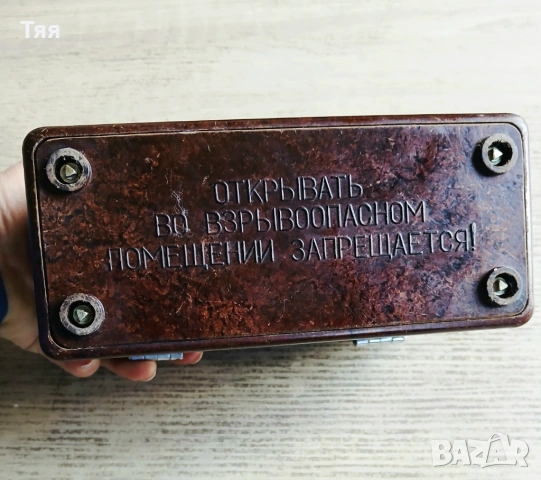 Тяя
ОТКРЫВАТЬ
ВО ВЗРЫВООПАСНОМ
ПОМЕЩЕНИИ ЗАПРЕЩАЕТСЯ!
BAZAR